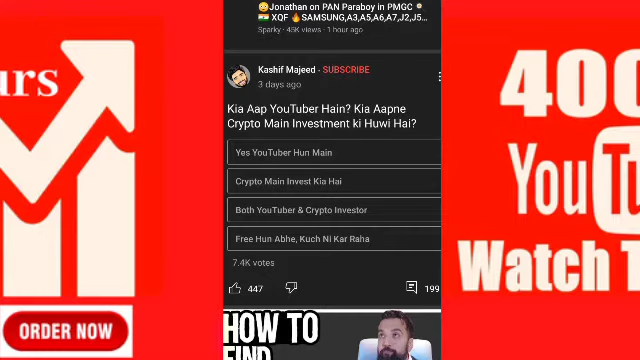 Jonathan on PAN Paraboy in PMGC
XQF SAMSUNG,A3,A5,A6,A7,J2,J5...
Sparky · 45K views · 1 hour ago
Kashif Majeed · SUBSCRIBE
3 days ago
Kia Aap YouTuber Hain? Kia Aapne
Crypto Main Investment ki Huwi Hai?
Yes YouTuber Hun Main
Crypto Main Invest Kia Hai
Both YouTuber & Crypto Investor
Free Hun Abhe, Kuch Ni Kar Raha
7.4K votes
447
199
HOW TO
FIND
urs
ORDER NOW
400
YouTu
Watch T